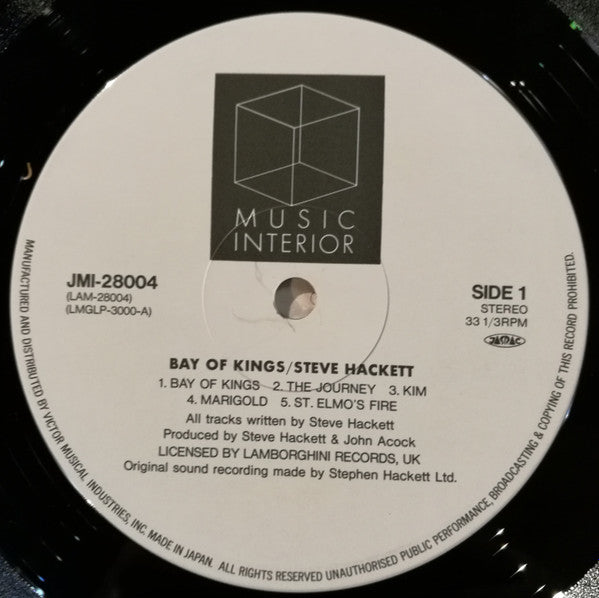 MUSIC
INTERIOR
JMI-28004
(LAM-28004)
(LMGLP-3000-A)
SIDE 1
STEREO
33 1/3RPM
JASRAC
BAY OF KINGS/STEVE HACKETT
1. BAY OF KINGS 2. THE JOURNEY 3. KIM
4. MARIGOLD 5. ST. ELMO'S FIRE
All tracks written by Steve Hackett
Produced by Steve Hackett & John Acock
LICENSED BY LAMBORGHINI RECORDS, UK
Original sound recording made by Stephen Hackett Ltd.
MANUFACTURED AND DISTRIBUTED BY VICTOR MUSICAL INDUSTRIES, INC. MADE IN JAPAN. ALL RIGHTS RESERVED UNAUTHORISED PUBLIC PERFORMANCE, BROADCASTING & COPYING OF THIS RECORD PROHIBITED.